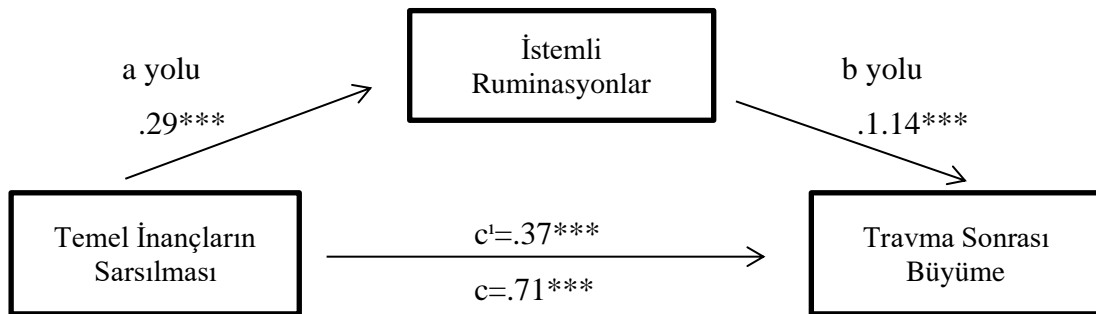 İstemli
Ruminasyonlar
a yolu
b yolu
.29***
.1.14***
Temel İnançların
Sarsılması
c¹=.37***
c=.71***
Travma Sonrası
Büyüme